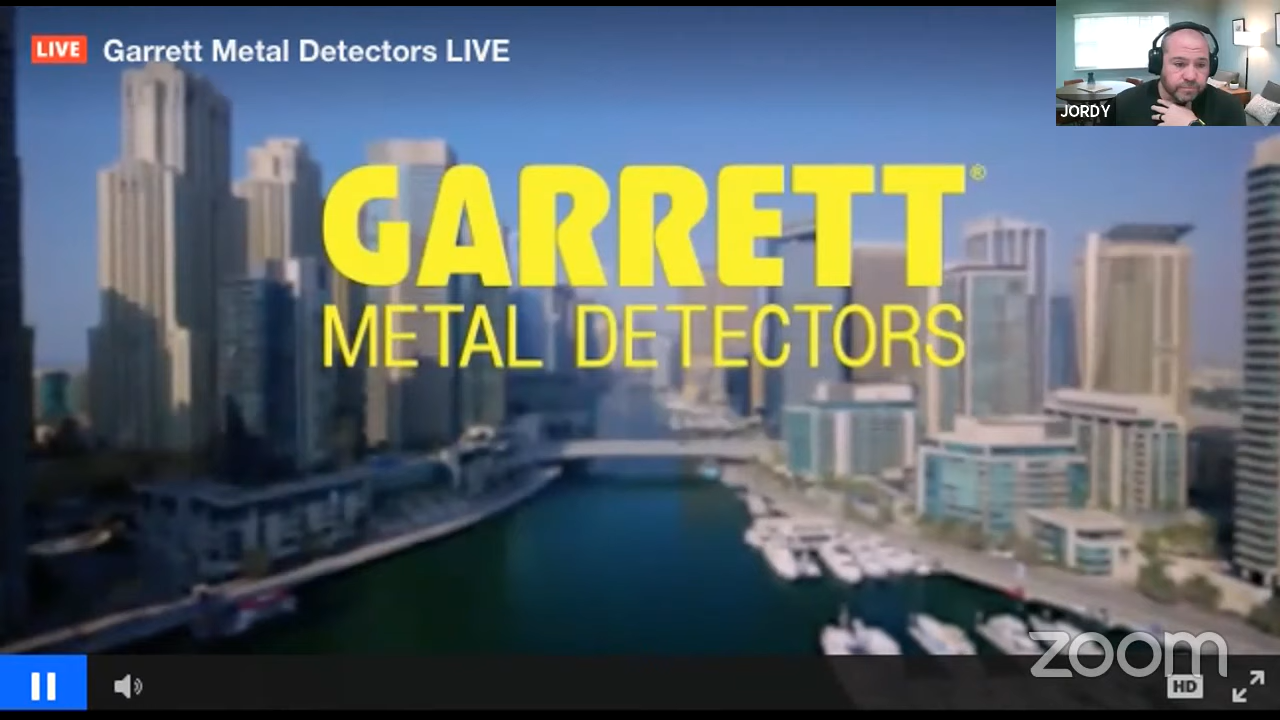 LIVE Garrett Metal Detectors LIVE
JORDY
GARRETT®
METAL DETECTORS
zoom
HD